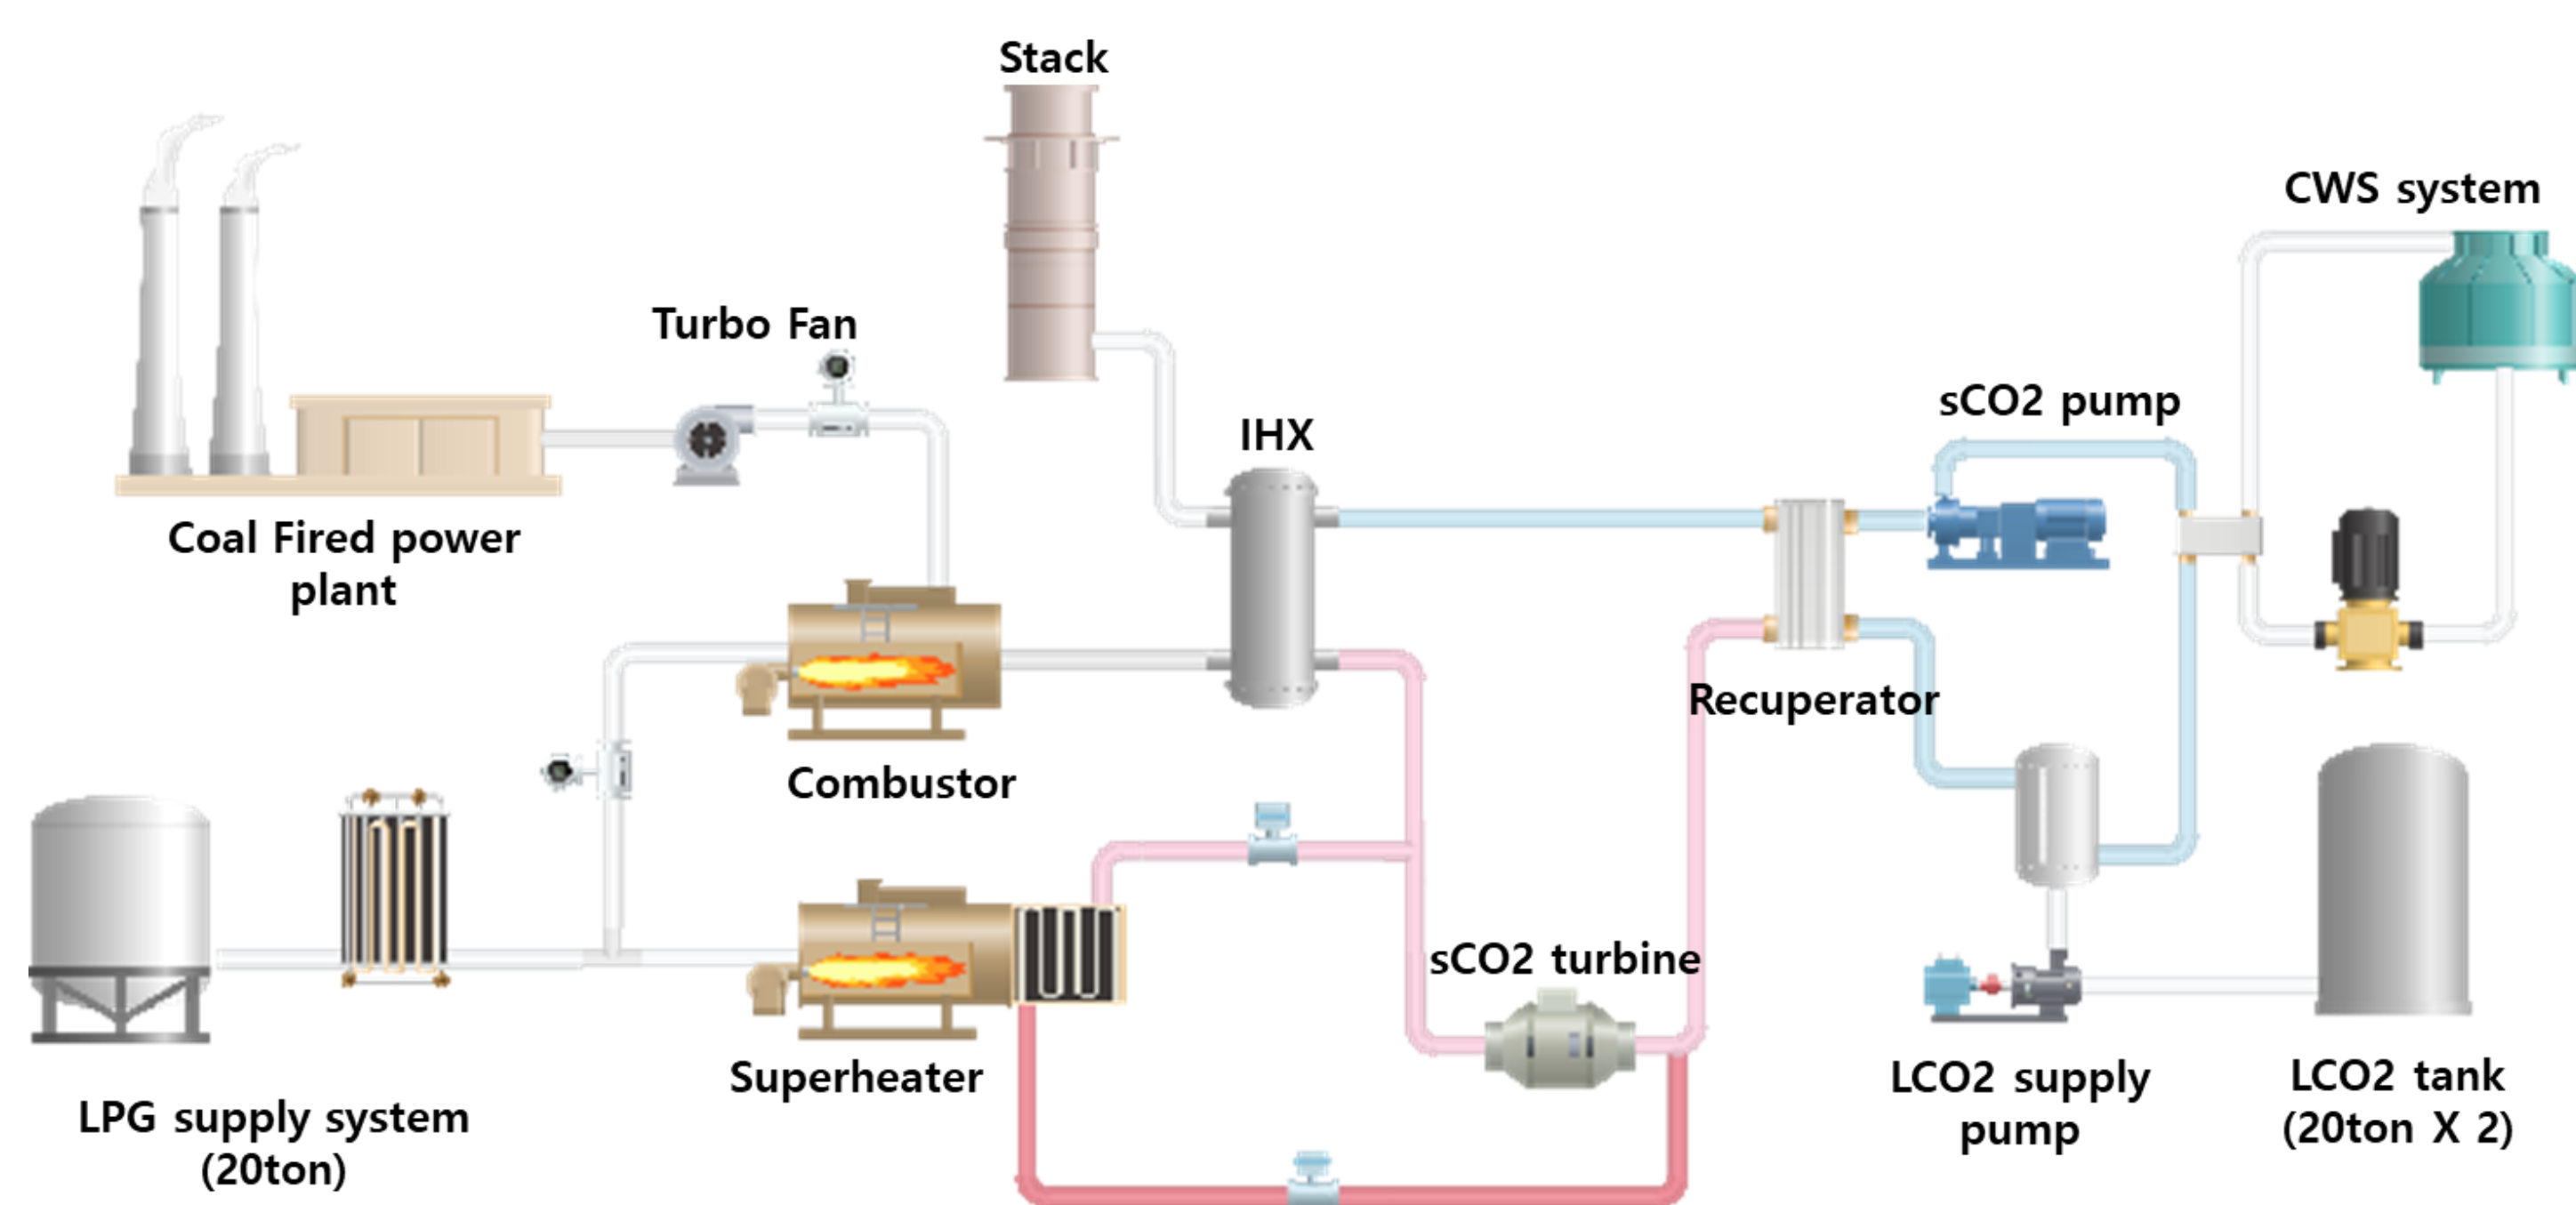 Stack
CWS system
Turbo Fan
sCO2 pump
IHX
Coal Fired power
plant
Recuperator
Combustor
sCO2 turbine
Superheater
LCO2 supply
pump
LCO2 tank
(20ton X 2)
LPG supply system
(20ton)